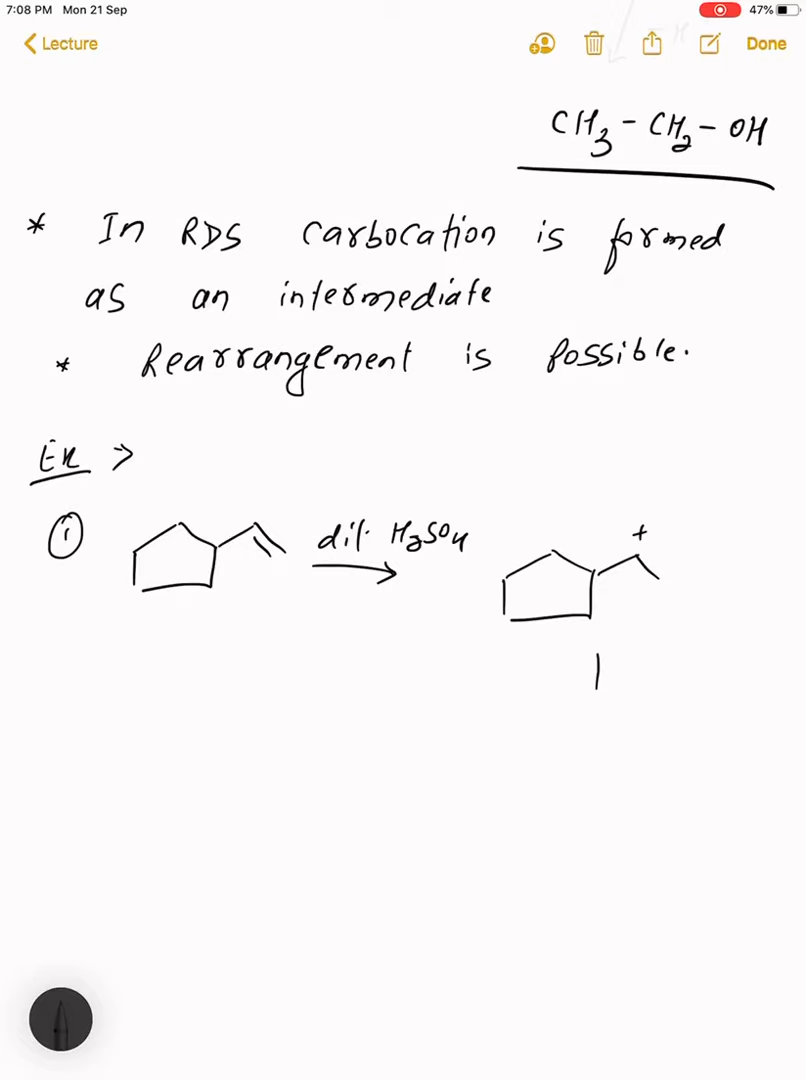 7:08 PM Mon 21 Sep
47%
Lecture
Done
CH3 - CH2 - OH
* In RDS carbocation is formed
as an intermediate
* Rearrangement is possible.
Ex >
① dil. H2SO4
+